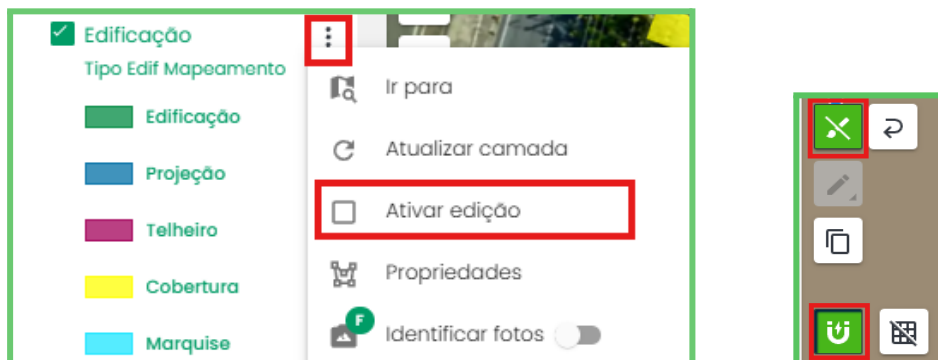 Edificação
Tipo Edif Mapeamento
Edificação
Projeção
Telheiro
Cobertura
Marquise
Ir para
Atualizar camada
Ativar edição
Propriedades
F
Identificar fotos